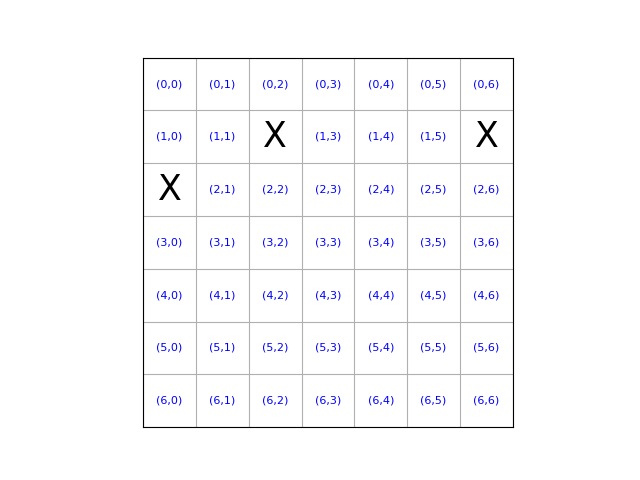 (0,0) (0,1) (0,2) (0,3) (0,4) (0,5) (0,6)
(1,0) (1,1) X (1,3) (1,4) (1,5) X
X (2,1) (2,2) (2,3) (2,4) (2,5) (2,6)
(3,0) (3,1) (3,2) (3,3) (3,4) (3,5) (3,6)
(4,0) (4,1) (4,2) (4,3) (4,4) (4,5) (4,6)
(5,0) (5,1) (5,2) (5,3) (5,4) (5,5) (5,6)
(6,0) (6,1) (6,2) (6,3) (6,4) (6,5) (6,6)